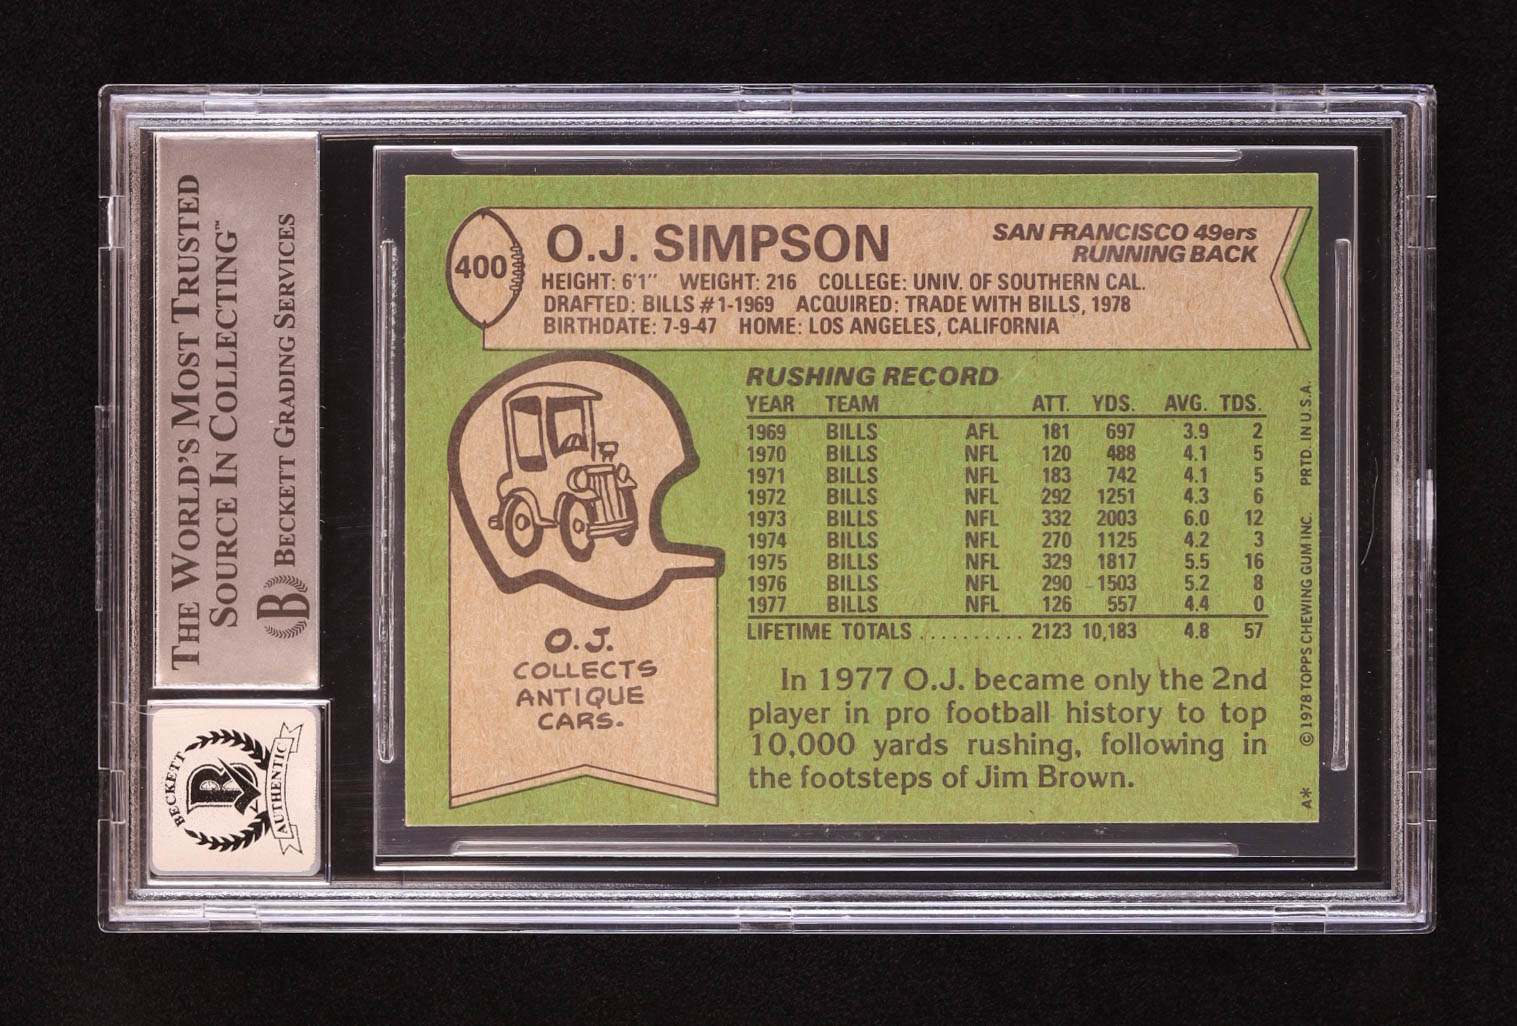 THE WORLD'S MOST TRUSTED
SOURCE IN COLLECTING™
B BECKETT GRADING SERVICES
BECKETT
B
AUTHENTIC
400
O.J. SIMPSON
SAN FRANCISCO 49ers
RUNNING BACK
HEIGHT: 6'1" WEIGHT: 216 COLLEGE: UNIV. OF SOUTHERN CAL.
DRAFTED: BILLS #1-1969 ACQUIRED: TRADE WITH BILLS, 1978
BIRTHDATE: 7-9-47 HOME: LOS ANGELES, CALIFORNIA
O.J.
COLLECTS
ANTIQUE
CARS.
RUSHING RECORD
YEAR TEAM ATT. YDS. AVG. TDS.
1969 BILLS AFL 181 697 3.9 2
1970 BILLS NFL 120 488 4.1 5
1971 BILLS NFL 183 742 4.1 5
1972 BILLS NFL 292 1251 4.3 6
1973 BILLS NFL 332 2003 6.0 12
1974 BILLS NFL 270 1125 4.2 3
1975 BILLS NFL 329 1817 5.5 16
1976 BILLS NFL 290 1503 5.2 8
1977 BILLS NFL 126 557 4.4 0
LIFETIME TOTALS .......... 2123 10,183 4.8 57
In 1977 O.J. became only the 2nd
player in pro football history to top
10,000 yards rushing, following in
the footsteps of Jim Brown.
A* © 1978 TOPPS CHEWING GUM INC. PRTD. IN U.S.A.